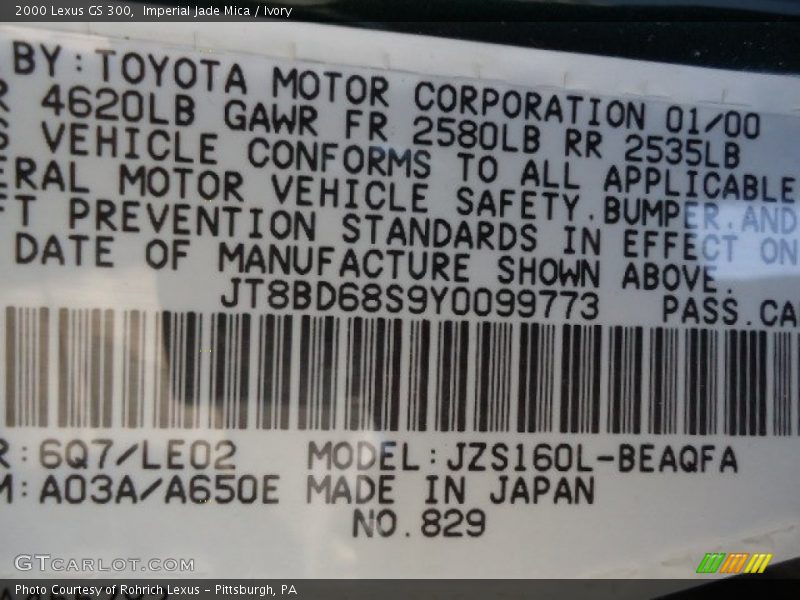 2000 Lexus GS 300, Imperial Jade Mica / Ivory
BY:TOYOTA MOTOR CORPORATION 01/00
R 4620LB GAWR FR 2580LB RR 2535LB
S VEHICLE CONFORMS TO ALL APPLICABLE
ERAL MOTOR VEHICLE SAFETY.BUMPER.AND
FT PREVENTION STANDARDS IN EFFECT ON
DATE OF MANUFACTURE SHOWN ABOVE.
JT8BD68S9Y0099773 PASS.CA
R:6Q7/LE02 MODEL:JZS160L-BEAQFA
M:A03A/A650E MADE IN JAPAN
NO.829
GTCARLOT.COM
Photo Courtesy of Rohrich Lexus - Pittsburgh, PA